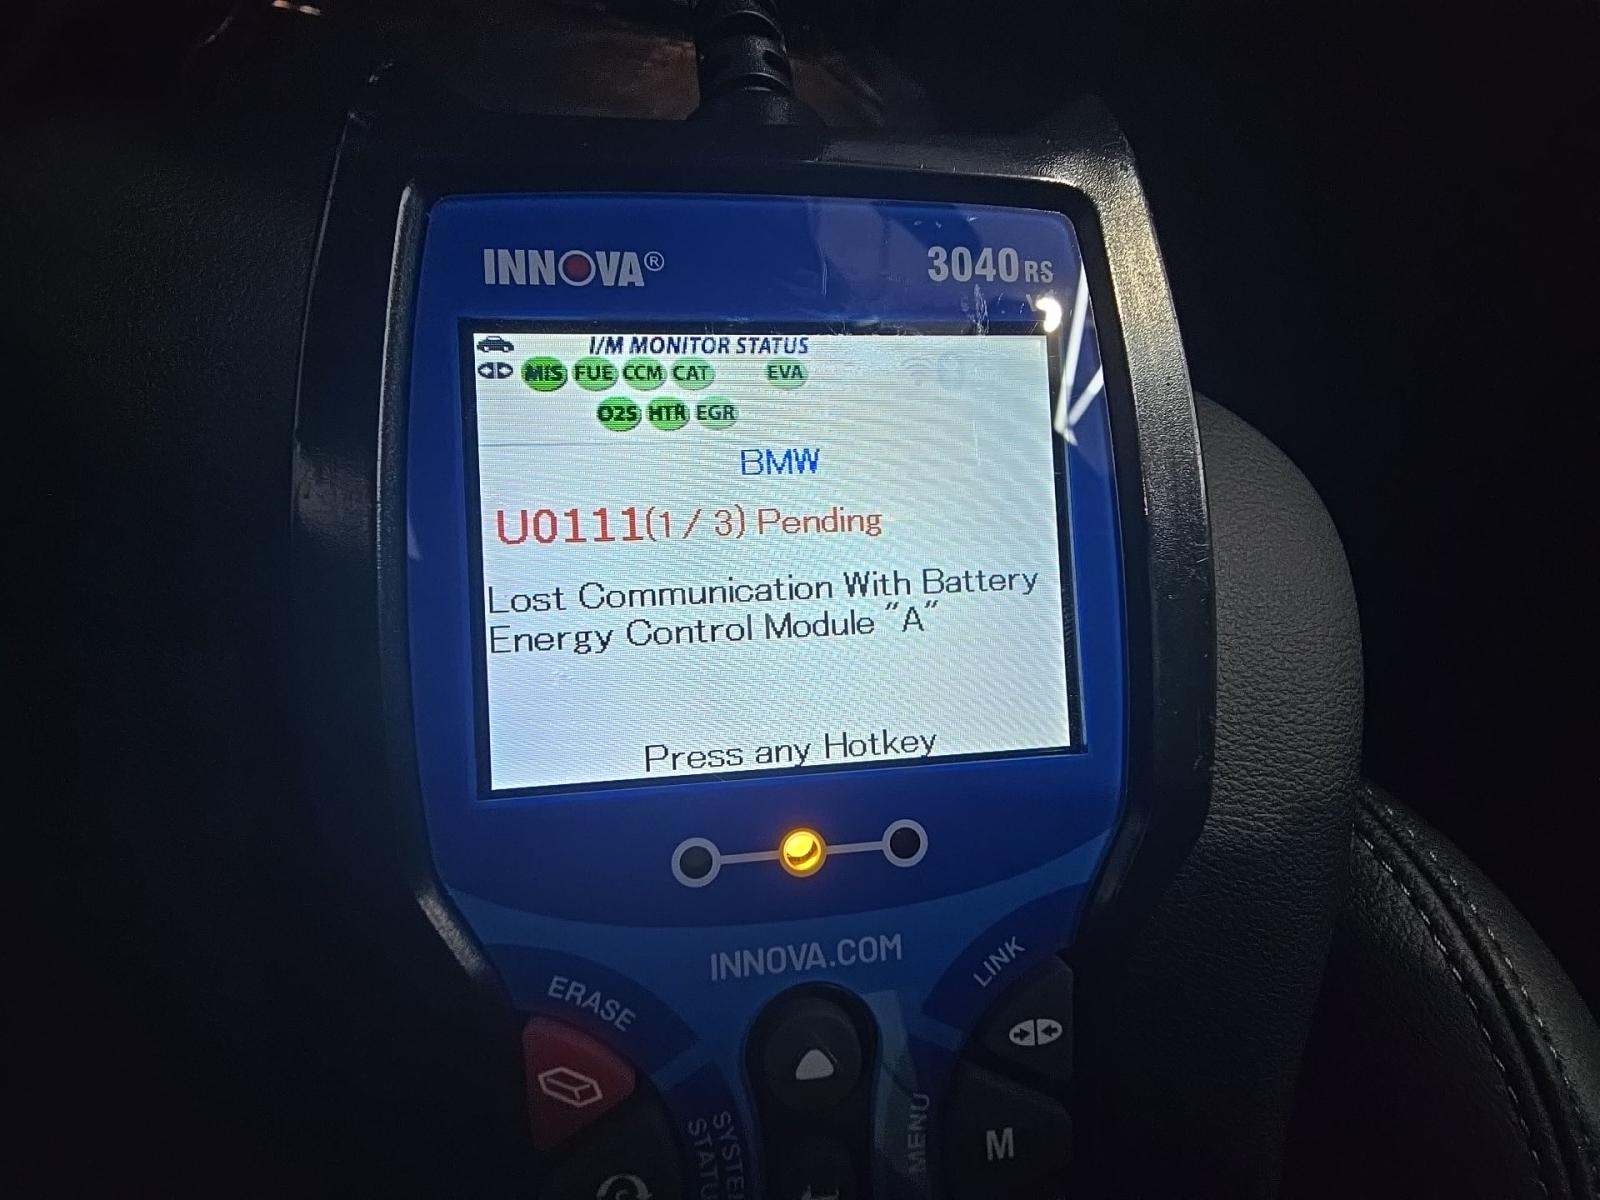 INNOVA®
3040RS
I/M MONITOR STATUS
MIS FUE CCM CAT EVA
O2S HTR EGR
BMW
U0111(1 / 3) Pending
Lost Communication With Battery
Energy Control Module "A"
Press any Hotkey
INNOVA.COM
ERASE
LINK
MENU
M